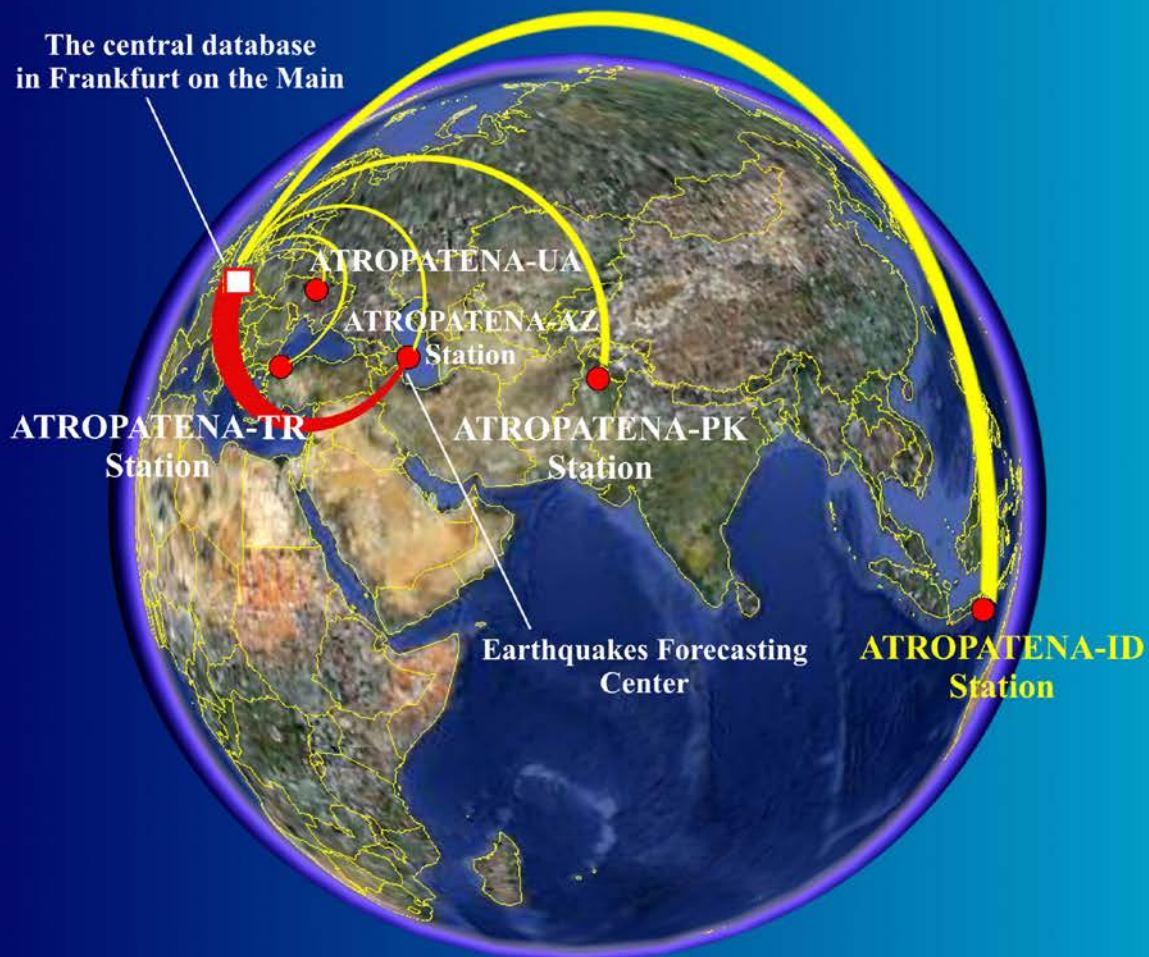 The central database
in Frankfurt on the Main
ATROPATENA-UA
ATROPATENA-AZ
Station
ATROPATENA-TR
Station
ATROPATENA-PK
Station
Earthquakes Forecasting
Center
ATROPATENA-ID
Station